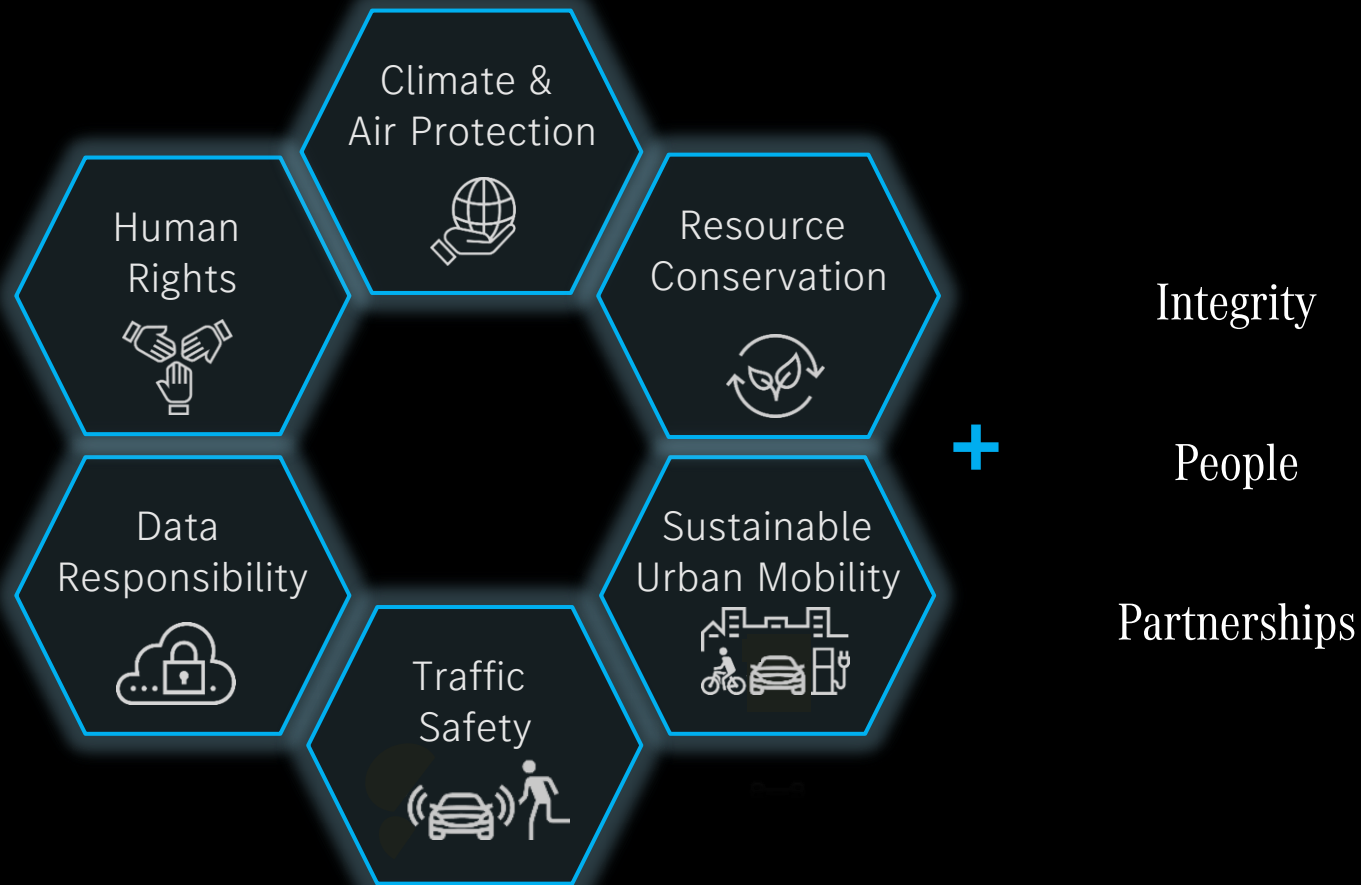 Climate &
Air Protection
Human
Rights
Resource
Conservation
Data
Responsibility
Sustainable
Urban Mobility
Traffic
Safety
+
Integrity
People
Partnerships